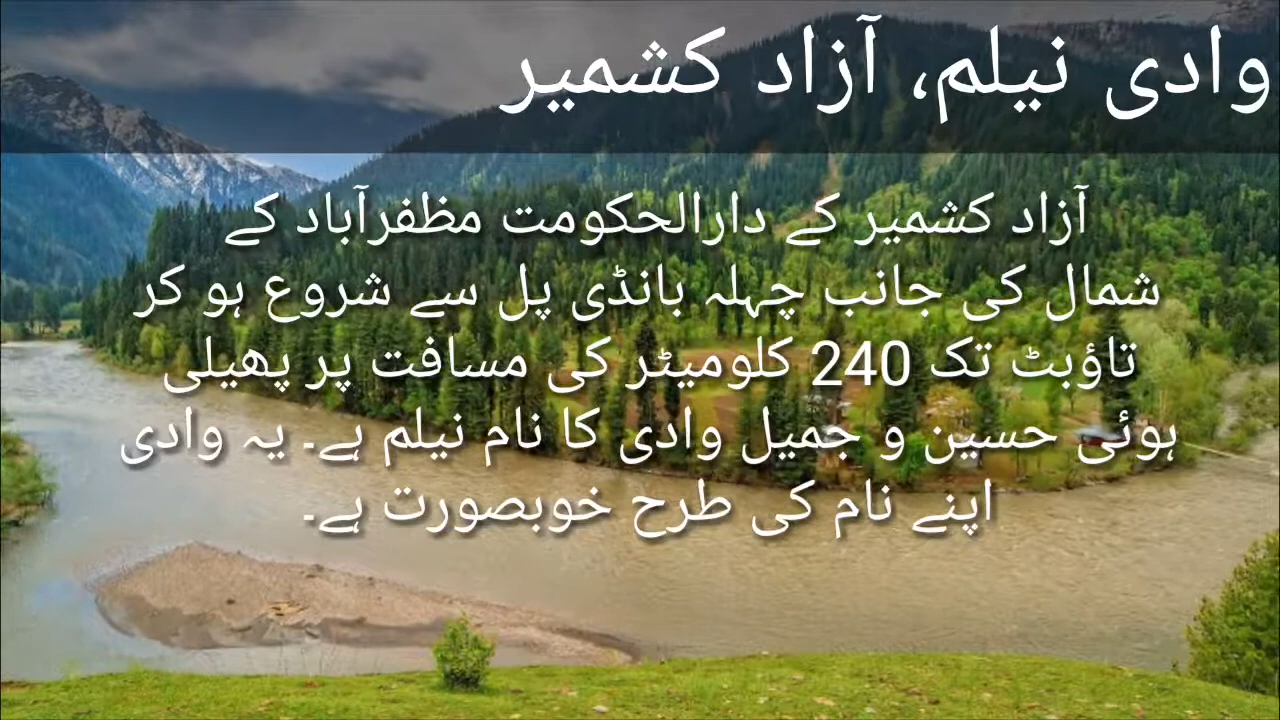 وادی نیلم، آزاد کشمیر
آزاد کشمیر کے دارالحکومت مظفرآباد کے
شمال کی جانب چہلہ بانڈی پل سے شروع ہو کر
تاؤبٹ تک 240 کلومیٹر کی مسافت پر پھیلی
ہوئی حسین و جمیل وادی کا نام نیلم ہے۔ یہ وادی
اپنے نام کی طرح خوبصورت ہے۔